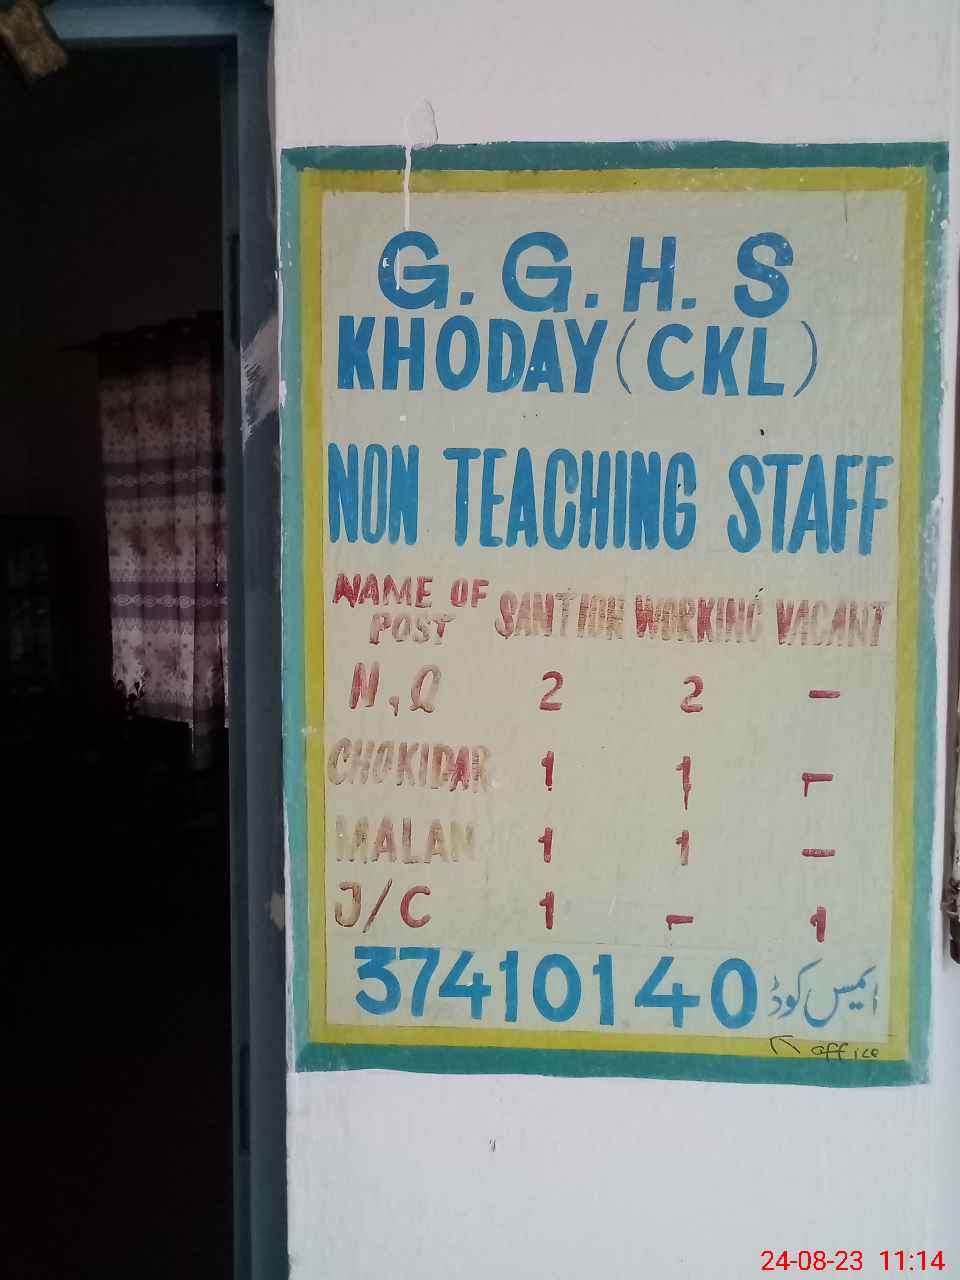 G. G. H. S
KHODAY (CKL)
NON TEACHING STAFF
NAME OF POST SANTION WORKING VACANT
N,Q 2 2 –
CHOKIDAR 1 1 –
MALAN 1 1 –
J/C 1 – 1
37410140 ایمس کوڈ
office
24-08-23 11:14